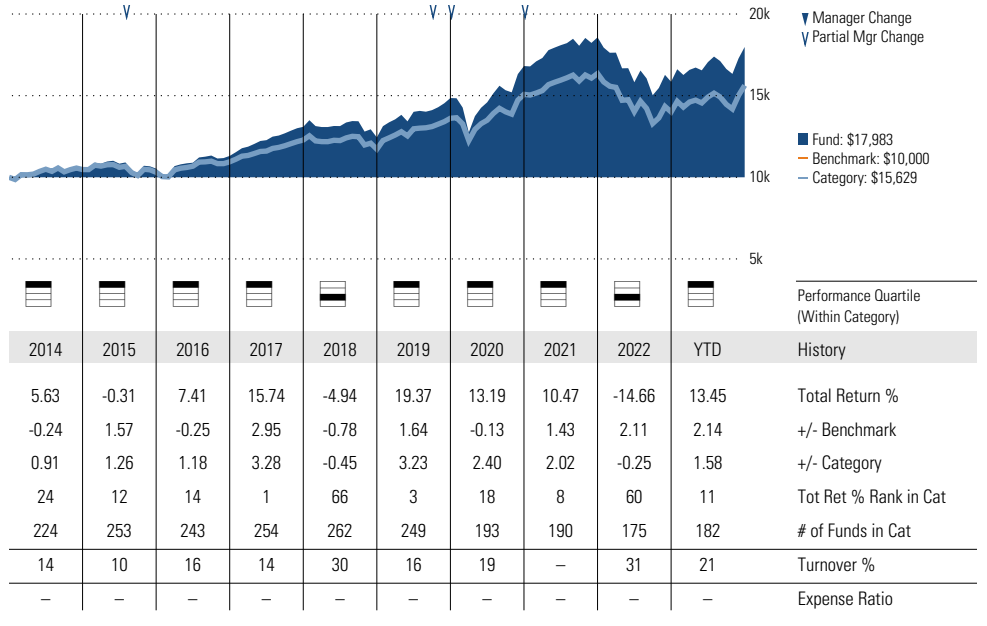 20k
15k
10k
5k
Manager Change
Partial Mgr Change
Fund: $17,983
Benchmark: $10,000
Category: $15,629
Performance Quartile
(Within Category)
2014 2015 2016 2017 2018 2019 2020 2021 2022 YTD History
5.63 -0.31 7.41 15.74 -4.94 19.37 13.19 10.47 -14.66 13.45 Total Return %
-0.24 1.57 -0.25 2.95 -0.78 1.64 -0.13 1.43 2.11 2.14 +/- Benchmark
0.91 1.26 1.18 3.28 -0.45 3.23 2.40 2.02 -0.25 1.58 +/- Category
24 12 14 1 66 3 18 8 60 11 Tot Ret % Rank in Cat
224 253 243 254 262 249 193 190 175 182 # of Funds in Cat
14 10 16 14 30 16 19 – 31 21 Turnover %
– – – – – – – – – – Expense Ratio